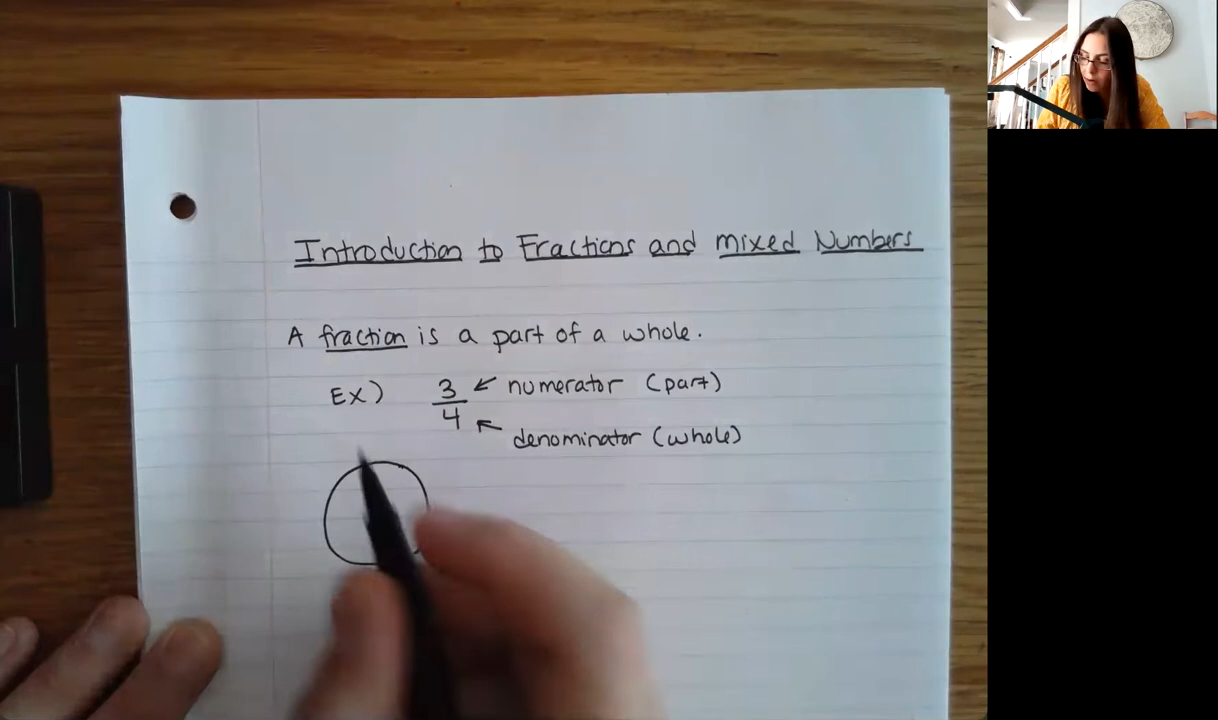 Introduction to Fractions and mixed Numbers
A fraction is a part of a whole.
Ex) 3/4 ← numerator (part)
↖ denominator (whole)